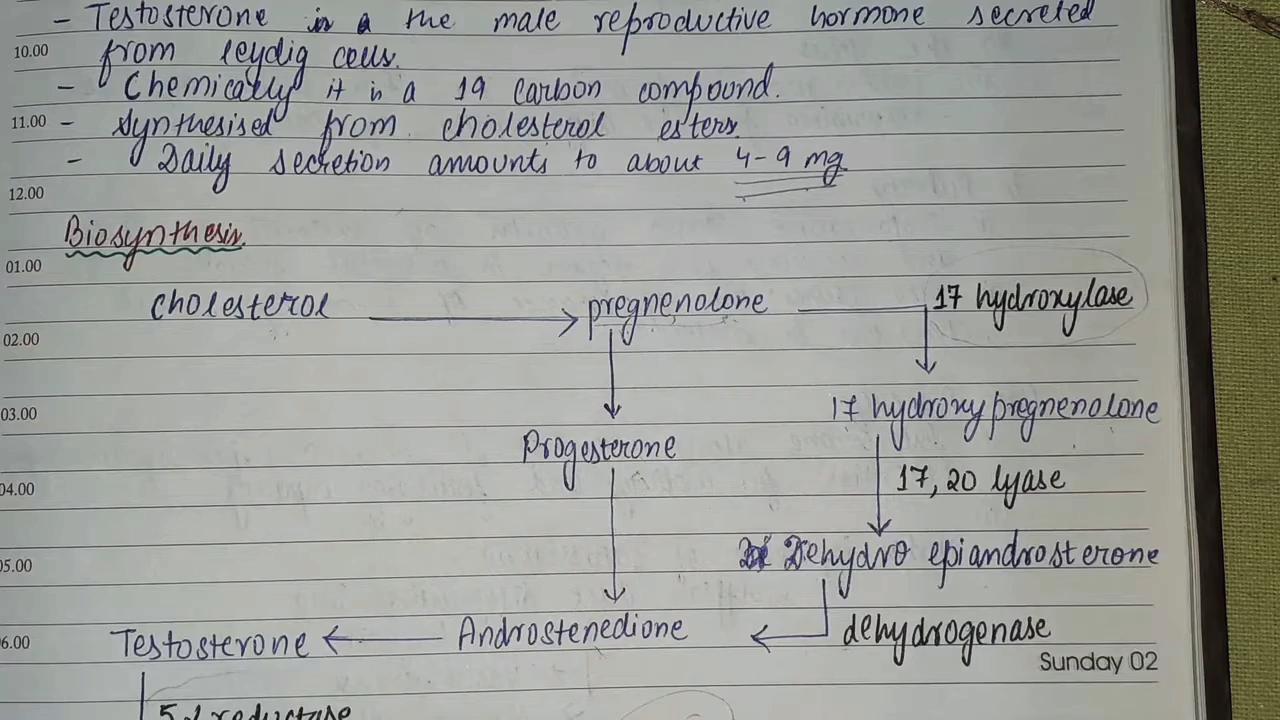 - Testosterone is a the male reproductive hormone secreted
10.00 from leydig cells.
- Chemically it is a 19 carbon compound.
11.00 - Synthesised from cholesterol esters.
- Daily secretion amounts to about 4-9 mg
12.00
Biosynthesis.
01.00
Cholesterol pregnenolone 17 hydroxylase
02.00
03.00 17 hydroxy pregnenolone
Progesterone
04.00 17, 20 lyase
05.00 Dehydro epiandrosterone
6.00 Testosterone Androstenedione dehydrogenase
Sunday 02
5 α reductase